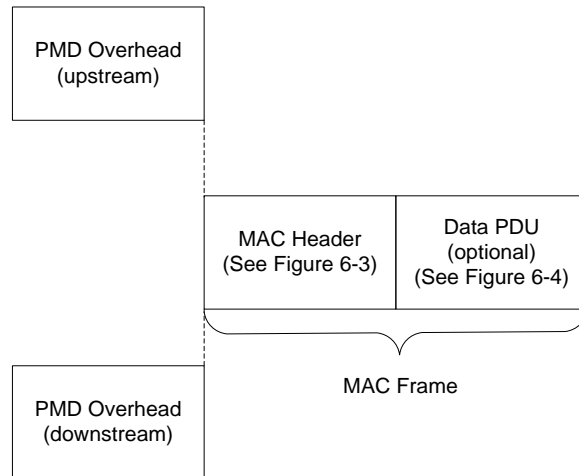 PMD Overhead
(upstream)
MAC Header
(See Figure 6-3)
Data PDU
(optional)
(See Figure 6-4)
MAC Frame
PMD Overhead
(downstream)